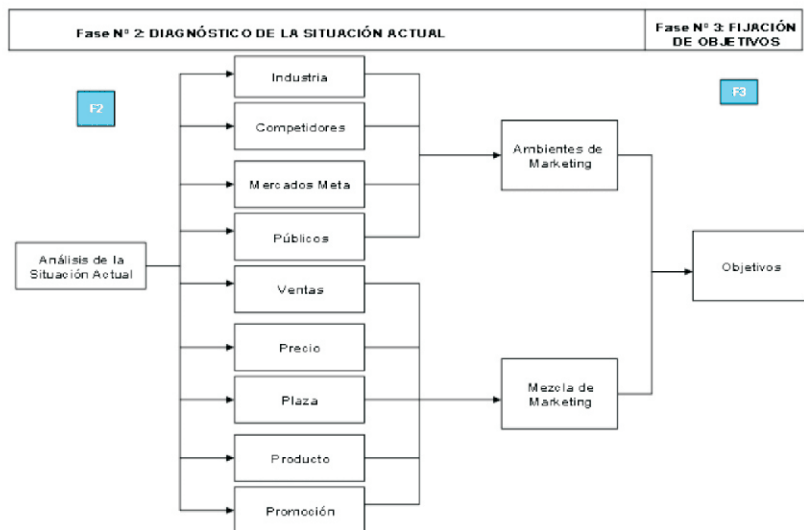 Fase Nº 2: DIAGNÓSTICO DE LA SITUACIÓN ACTUAL
Fase Nº 3: FIJACIÓN
DE OBJETIVOS
F2
F3
Análisis de la
Situación Actual
Industria
Competidores
Mercados Meta
Públicos
Ventas
Precio
Plaza
Producto
Promoción
Ambientes de
Marketing
Mezcla de
Marketing
Objetivos